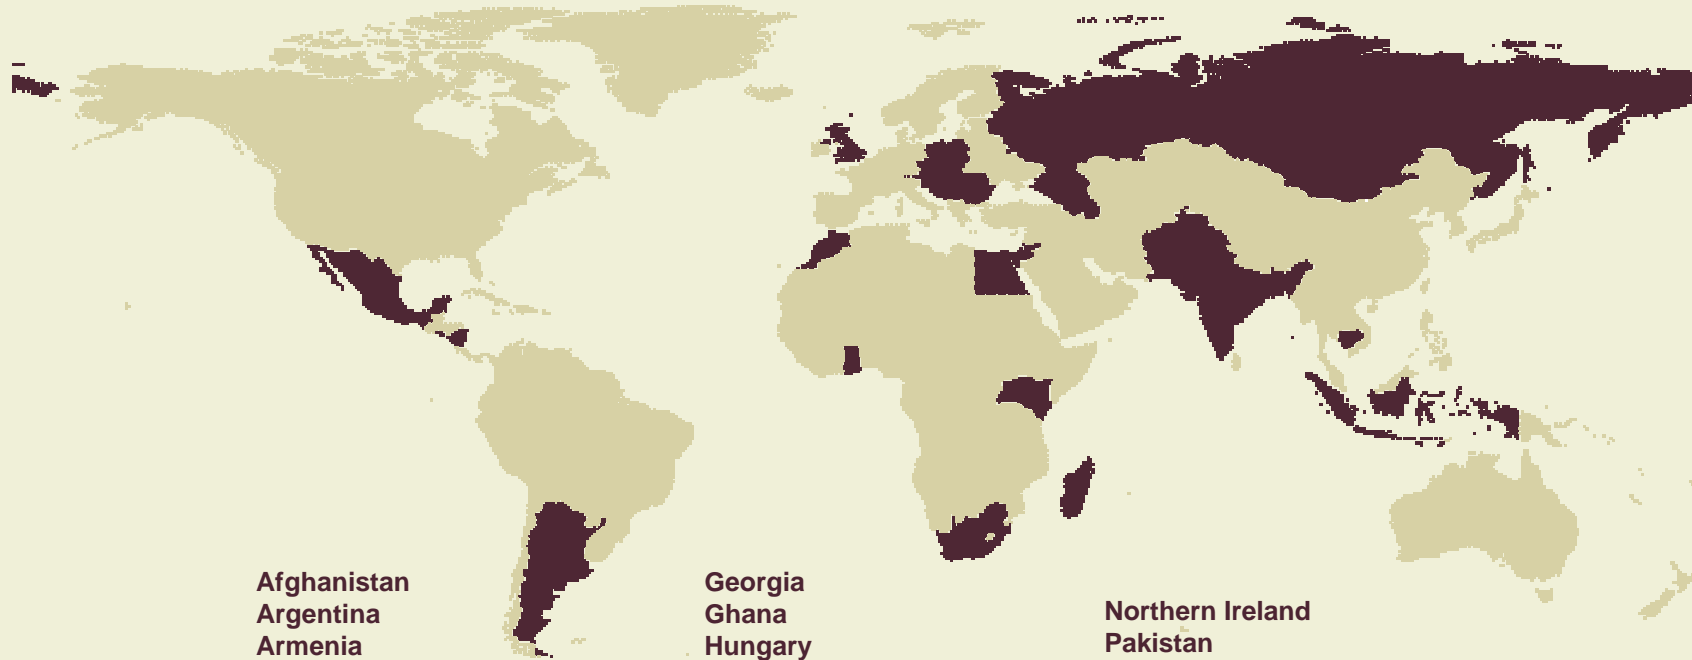 Afghanistan
Argentina
Armenia
Georgia
Ghana
Hungary
Northern Ireland
Pakistan